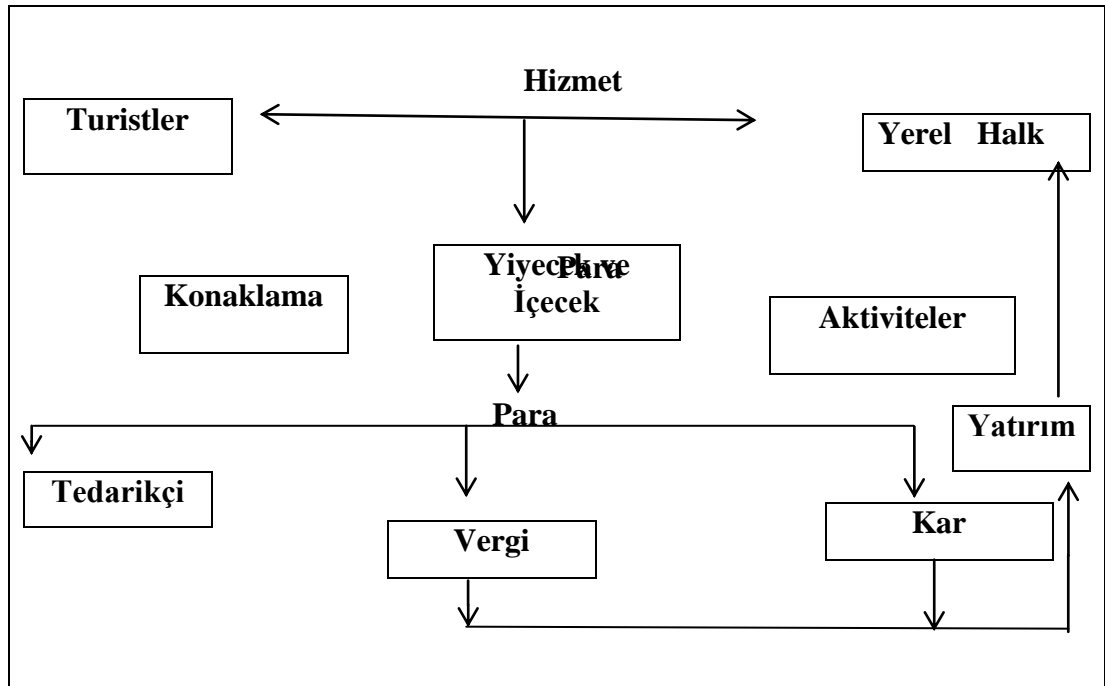 Hizmet
Turistler
Yerel Halk
Yiyecek ve
Para
İçecek
Konaklama
Aktiviteler
Para
Yatırım
Tedarikçi
Kar
Vergi